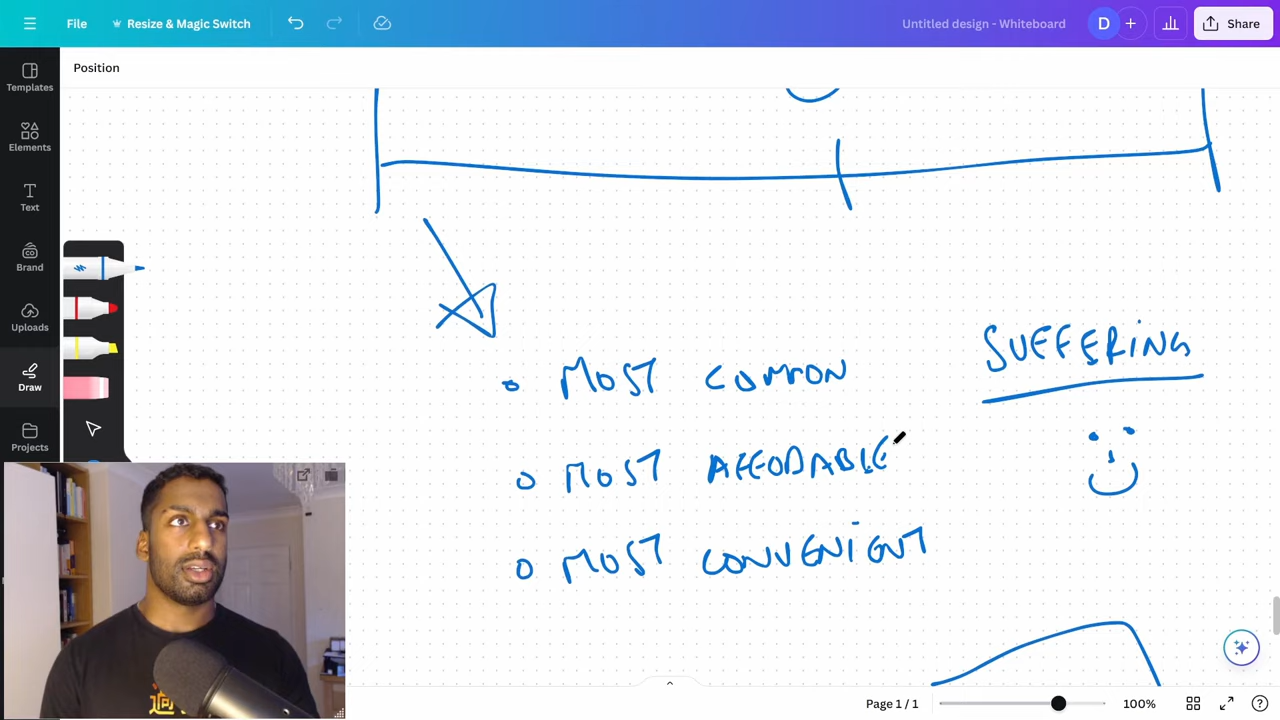 File
Resize & Magic Switch
Untitled design - Whiteboard
D
Share
Position
Templates
Elements
Text
Brand
Uploads
Draw
Projects
MOST COMMON
MOST AFFODABLE
MOST CONVENIENT
SUFFERING
Page 1 / 1
100%